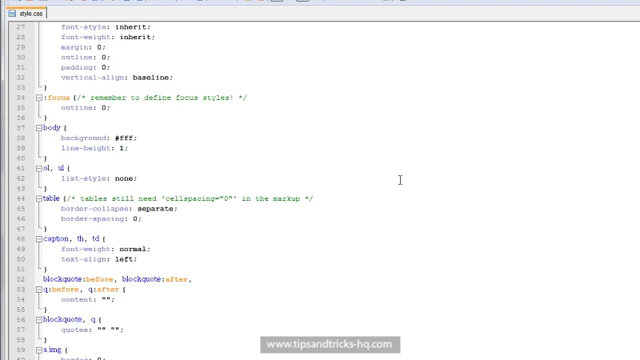 style.css
27 font-style: inherit;
28 font-weight: inherit;
29 margin: 0;
30 outline: 0;
31 padding: 0;
32 vertical-align: baseline;
33 }
34 :focus {/* remember to define focus styles! */
35 outline: 0;
36 }
37 body {
38 background: #fff;
39 line-height: 1;
40 }
41 ol, ul {
42 list-style: none;
43 }
44 table {/* tables still need 'cellspacing="0"' in the markup */
45 border-collapse: separate;
46 border-spacing: 0;
47 }
48 caption, th, td {
49 font-weight: normal;
50 text-align: left;
51 }
52 blockquote:before, blockquote:after,
53 q:before, q:after {
54 content: "";
55 }
56 blockquote, q {
57 quotes: "" "";
58 }
59 a img {
60 border: 0;
www.tipsandtricks-hq.com